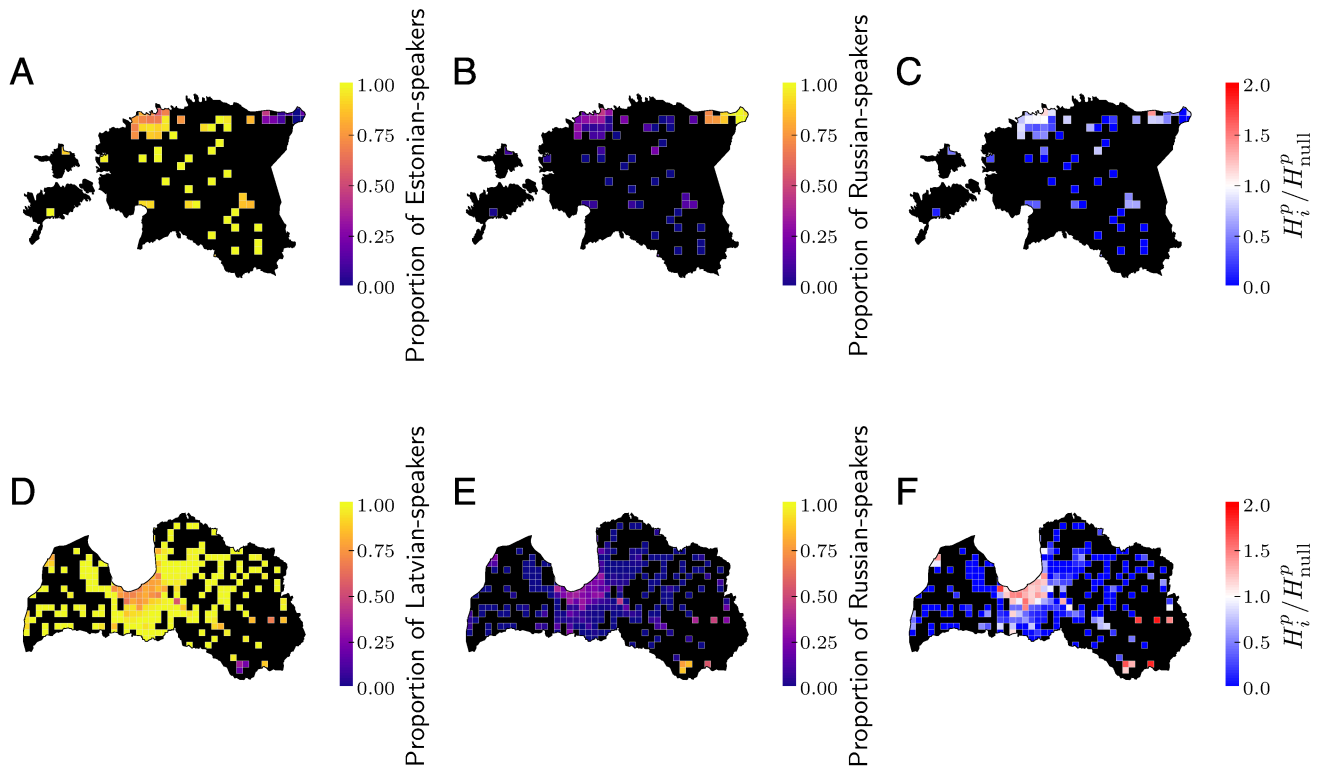 A
1.00
0.75
0.50
0.25
0.00
Proportion of Estonian-speakers
B
1.00
0.75
0.50
0.25
0.00
Proportion of Russian-speakers
C
2.0
1.5
1.0
0.5
0.0
H_i^p / H_null^p
D
1.00
0.75
0.50
0.25
0.00
Proportion of Latvian-speakers
E
1.00
0.75
0.50
0.25
0.00
Proportion of Russian-speakers
F
2.0
1.5
1.0
0.5
0.0
H_i^p / H_null^p